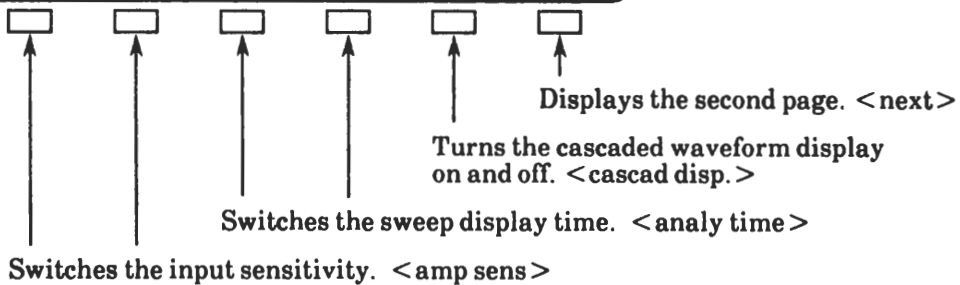 Displays the second page. <next>
Turns the cascaded waveform display
on and off. <cascad disp.>
Switches the sweep display time. <analy time>
Switches the input sensitivity. <amp sens>